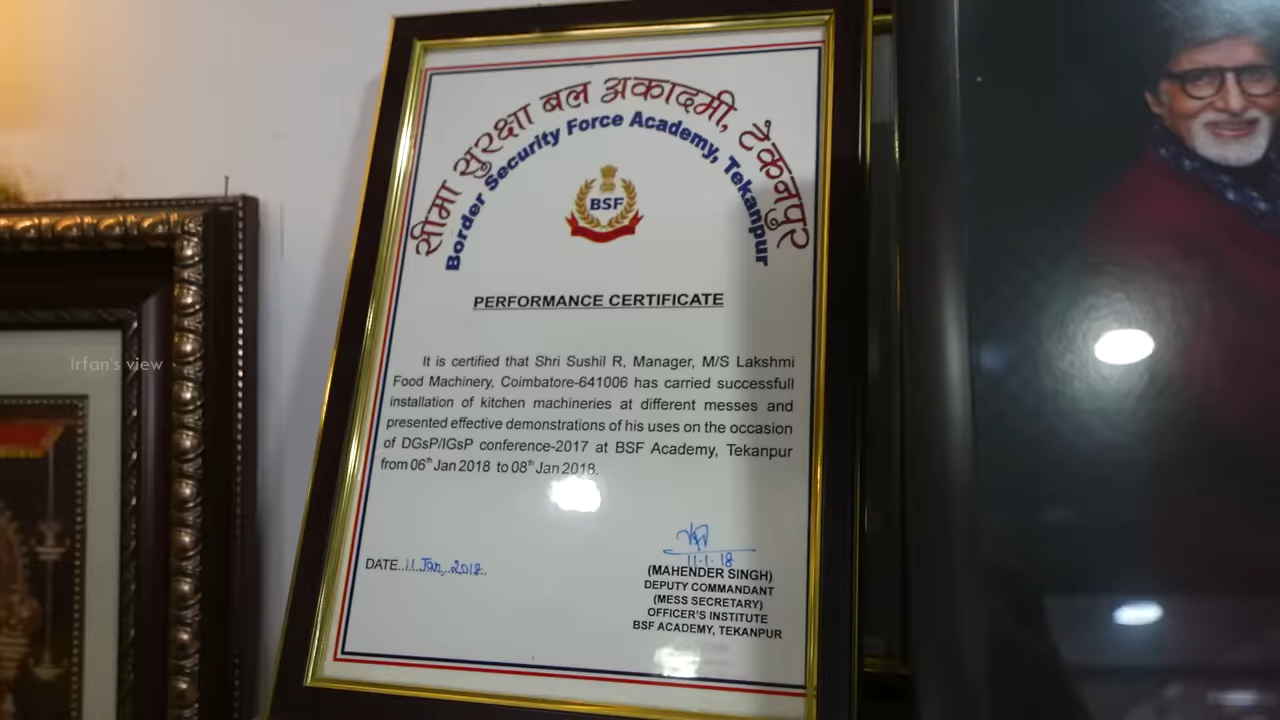 सीमा सुरक्षा बल अकादमी, टेकनपुर
Border Security Force Academy, Tekanpur
BSF
PERFORMANCE CERTIFICATE
It is certified that Shri Sushil R, Manager, M/S Lakshmi
Food Machinery, Coimbatore-641006 has carried successfull
installation of kitchen machineries at different messes and
presented effective demonstrations of his uses on the occasion
of DGsP/IGsP conference-2017 at BSF Academy, Tekanpur
from 06th Jan 2018 to 08th Jan 2018.
11.1.18
DATE..11 Jan, 2018..
(MAHENDER SINGH)
DEPUTY COMMANDANT
(MESS SECRETARY)
OFFICER'S INSTITUTE
BSF ACADEMY, TEKANPUR
Irfan's view